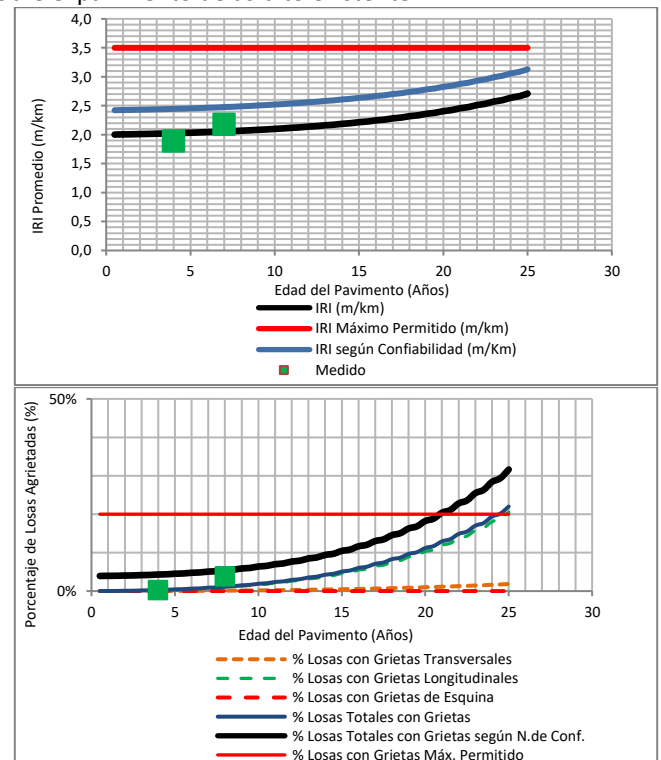 4,0
3,5
3,0
2,5
2,0
1,5
1,0
0,5
0,0
IRI Promedio (m/km)
0 5 10 15 20 25 30
Edad del Pavimento (Años)
IRI (m/km)
IRI Máximo Permitido (m/km)
IRI según Confiabilidad (m/Km)
Medido
50%
0%
Porcentaje de Losas Agrietadas (%)
0 5 10 15 20 25 30
Edad del Pavimento (Años)
% Losas con Grietas Transversales
% Losas con Grietas Longitudinales
% Losas con Grietas de Esquina
% Losas Totales con Grietas
% Losas Totales con Grietas según N.de Conf.
% Losas con Grietas Máx. Permitido